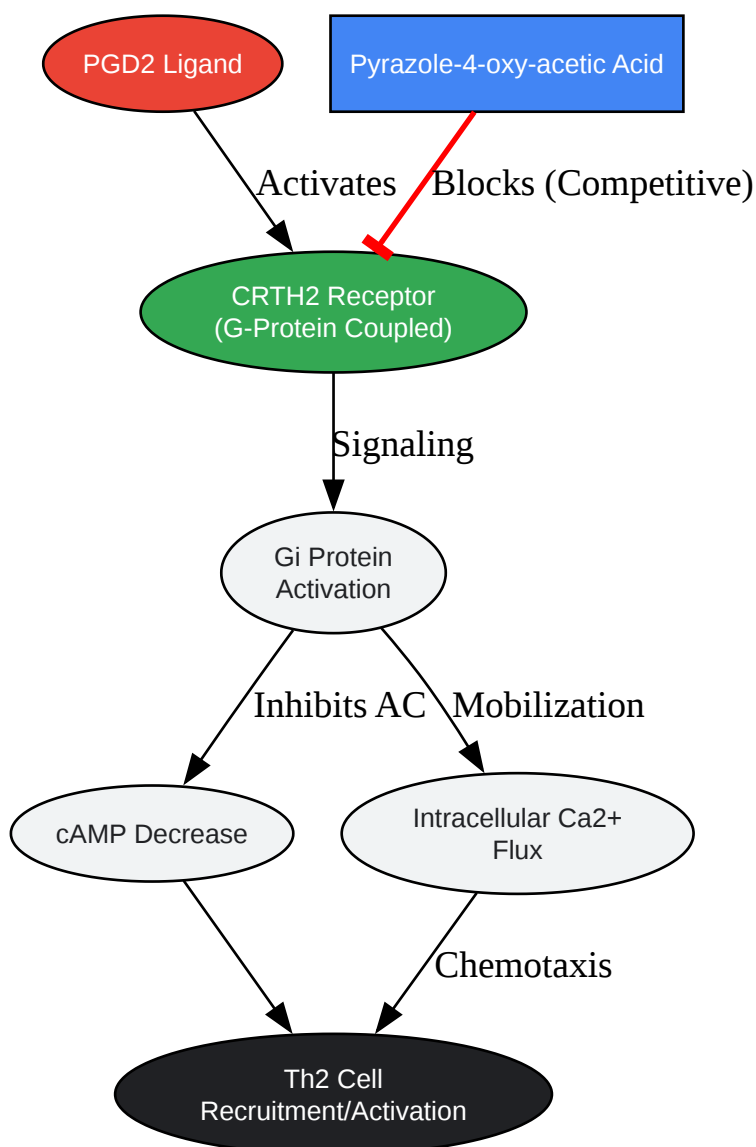 PGD2 Ligand
Pyrazole-4-oxy-acetic Acid
Activates
Blocks (Competitive)
CRTH2 Receptor
(G-Protein Coupled)
Signaling
Gi Protein
Activation
Inhibits AC
Mobilization
cAMP Decrease
Intracellular Ca2+
Flux
Chemotaxis
Th2 Cell
Recruitment/Activation